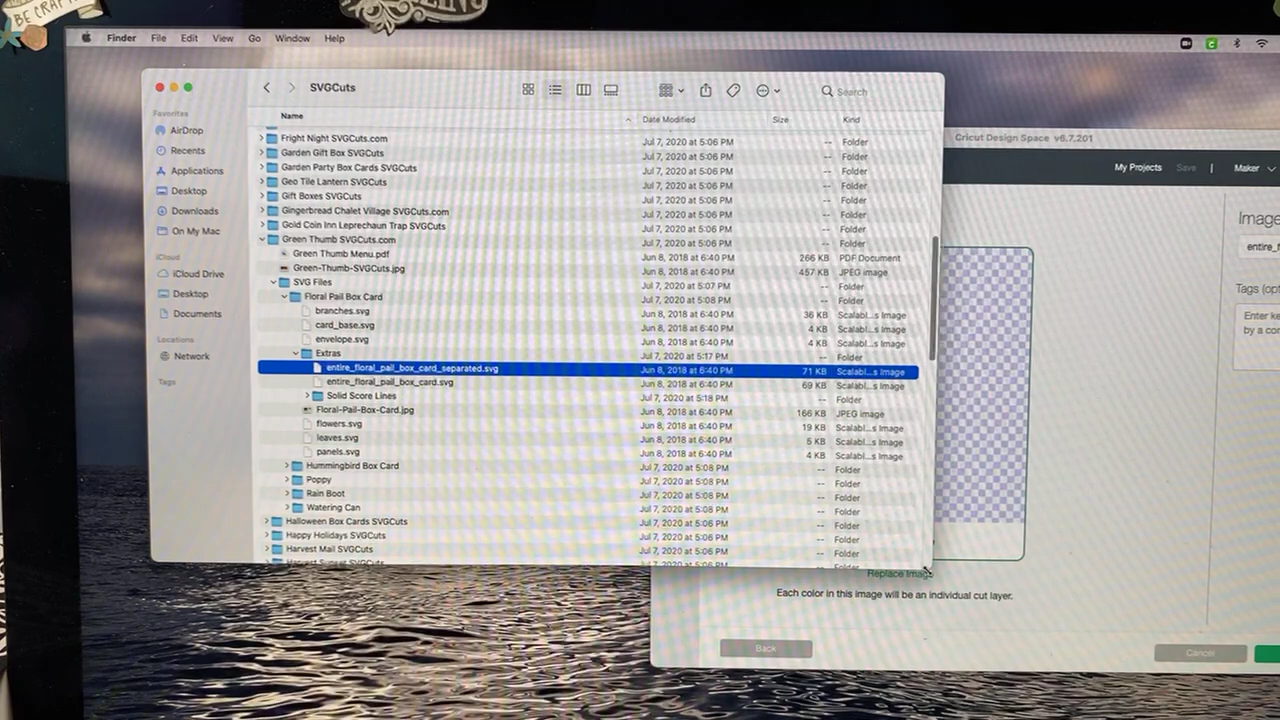 BE CRAF
Finder File Edit View Go Window Help
SVGCuts
Search
Favorites
AirDrop
Recents
Applications
Desktop
Downloads
On My Mac
iCloud
iCloud Drive
Desktop
Documents
Locations
Network
Tags
Name Date Modified Size Kind
Fright Night SVGCuts.com Jul 7, 2020 at 5:06 PM -- Folder
Garden Gift Box SVGCuts Jul 7, 2020 at 5:06 PM -- Folder
Garden Party Box Cards SVGCuts Jul 7, 2020 at 5:06 PM -- Folder
Geo Tile Lantern SVGCuts Jul 7, 2020 at 5:06 PM -- Folder
Gift Boxes SVGCuts Jul 7, 2020 at 5:06 PM -- Folder
Gingerbread Chalet Village SVGCuts.com Jul 7, 2020 at 5:06 PM -- Folder
Gold Coin Inn Leprechaun Trap SVGCuts Jul 7, 2020 at 5:06 PM -- Folder
Green Thumb SVGCuts.com Jul 7, 2020 at 5:06 PM -- Folder
Green Thumb Menu.pdf Jun 8, 2018 at 6:40 PM 266 KB PDF Document
Green-Thumb-SVGCuts.jpg Jun 8, 2018 at 6:40 PM 457 KB JPEG image
SVG Files Jul 7, 2020 at 5:07 PM -- Folder
Floral Pail Box Card Jul 7, 2020 at 5:08 PM -- Folder
branches.svg Jun 8, 2018 at 6:40 PM 36 KB Scalabl...s Image
card_base.svg Jun 8, 2018 at 6:40 PM 4 KB Scalabl...s Image
envelope.svg Jun 8, 2018 at 6:40 PM 4 KB Scalabl...s Image
Extras Jul 7, 2020 at 5:17 PM -- Folder
entire_floral_pail_box_card_separated.svg Jun 8, 2018 at 6:40 PM 71 KB Scalabl...s Image
entire_floral_pail_box_card.svg Jun 8, 2018 at 6:40 PM 69 KB Scalabl...s Image
Solid Score Lines Jul 7, 2020 at 5:18 PM -- Folder
Floral-Pail-Box-Card.jpg Jun 8, 2018 at 6:40 PM 166 KB JPEG image
flowers.svg Jun 8, 2018 at 6:40 PM 19 KB Scalabl...s Image
leaves.svg Jun 8, 2018 at 6:40 PM 5 KB Scalabl...s Image
panels.svg Jun 8, 2018 at 6:40 PM 4 KB Scalabl...s Image
Hummingbird Box Card Jul 7, 2020 at 5:08 PM -- Folder
Poppy Jul 7, 2020 at 5:08 PM -- Folder
Rain Boot Jul 7, 2020 at 5:08 PM -- Folder
Watering Can Jul 7, 2020 at 5:08 PM -- Folder
Halloween Box Cards SVGCuts Jul 7, 2020 at 5:06 PM -- Folder
Happy Holidays SVGCuts Jul 7, 2020 at 5:06 PM -- Folder
Harvest Mail SVGCuts Jul 7, 2020 at 5:06 PM -- Folder
Harvest Sunset SVGCuts Jul 7, 2020 at 5:06 PM -- Folder
Cricut Design Space v6.7.201
My Projects Save | Maker
Image
entire_f
Tags (opt
Enter ke
by a com
Replace Image
Each color in this image will be an individual cut layer.
Back Cancel